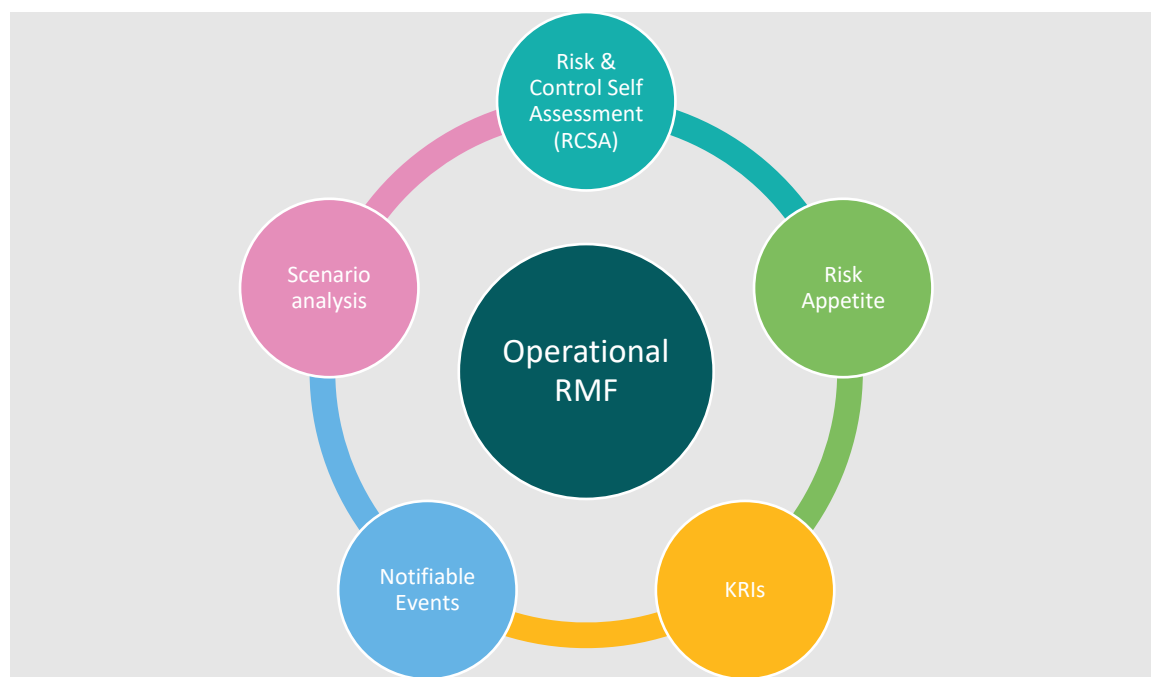 Risk &
Control Self
Assessment
(RCSA)
Scenario
analysis
Risk
Appetite
Operational
RMF
Notifiable
Events
KRIs